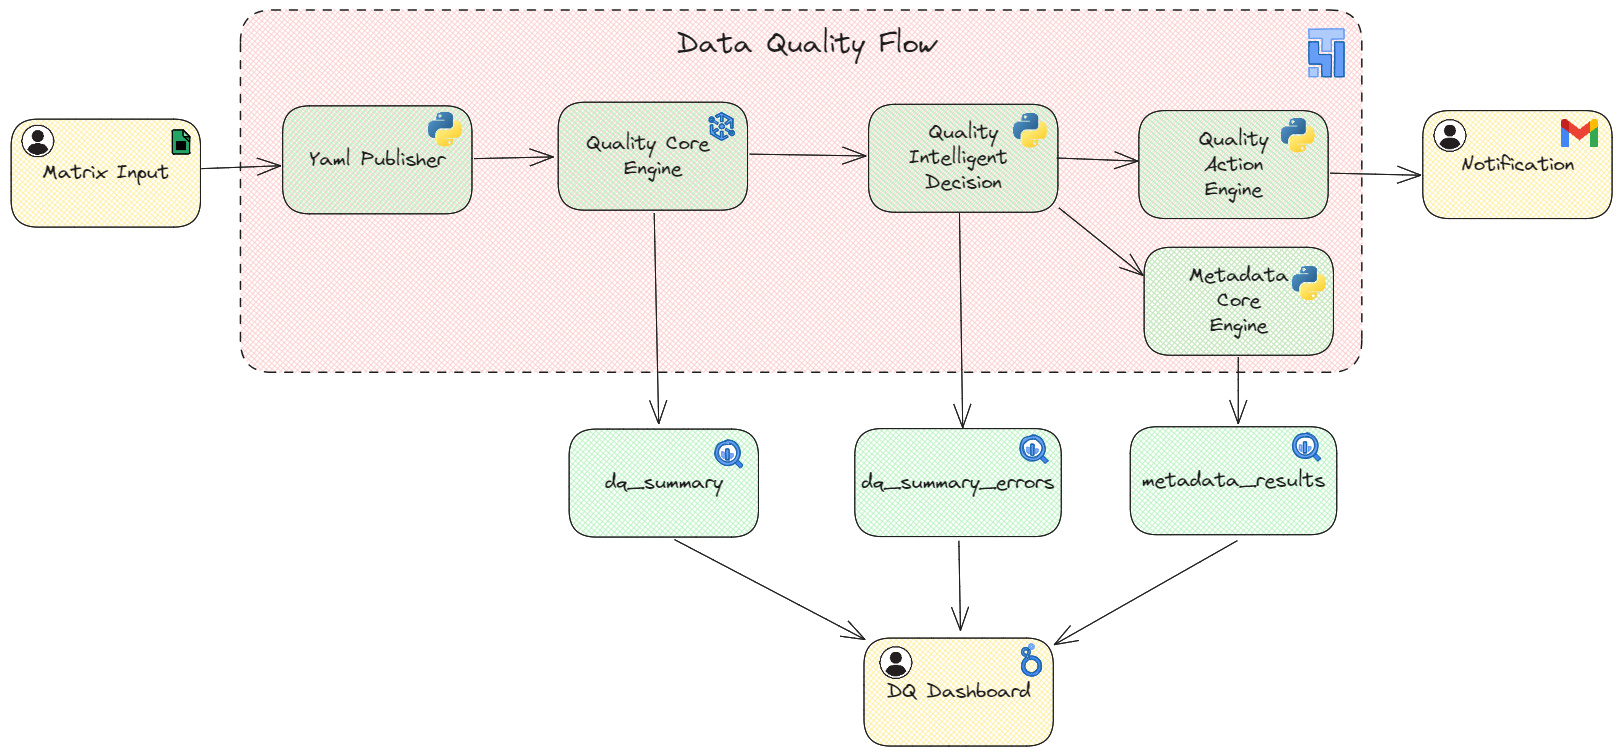 Data Quality Flow
Matrix Input
Yaml Publisher
Quality Core
Engine
Quality
Intelligent
Decision
Quality
Action
Engine
Notification
Metadata
Core
Engine
dq_summary
dq_summary_errors
metadata_results
DQ Dashboard